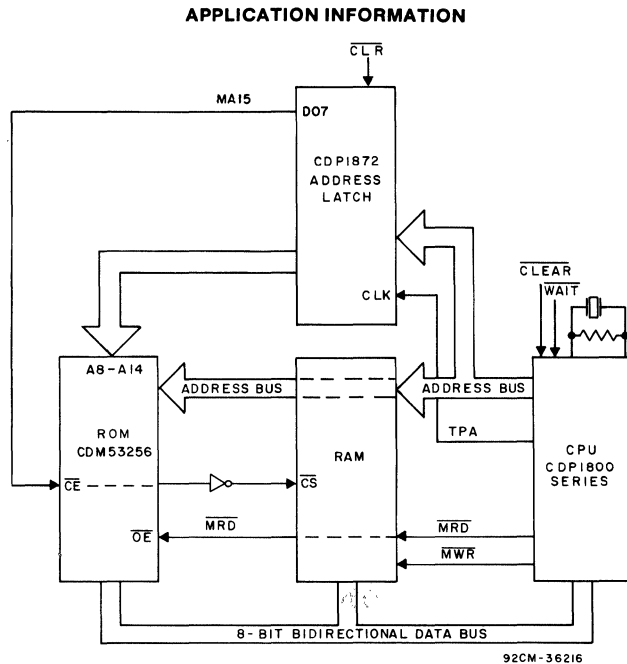 APPLICATION INFORMATION
CLR
MA15
D07
CDP1872
ADDRESS
LATCH
CLK
CLEAR
WAIT
A8-A14
ADDRESS BUS
ADDRESS BUS
ROM
CDM53256
RAM
TPA
CPU
CDP1800
SERIES
CE
CS
MRD
MRD
OE
MWR
8-BIT BIDIRECTIONAL DATA BUS
92CM-36216